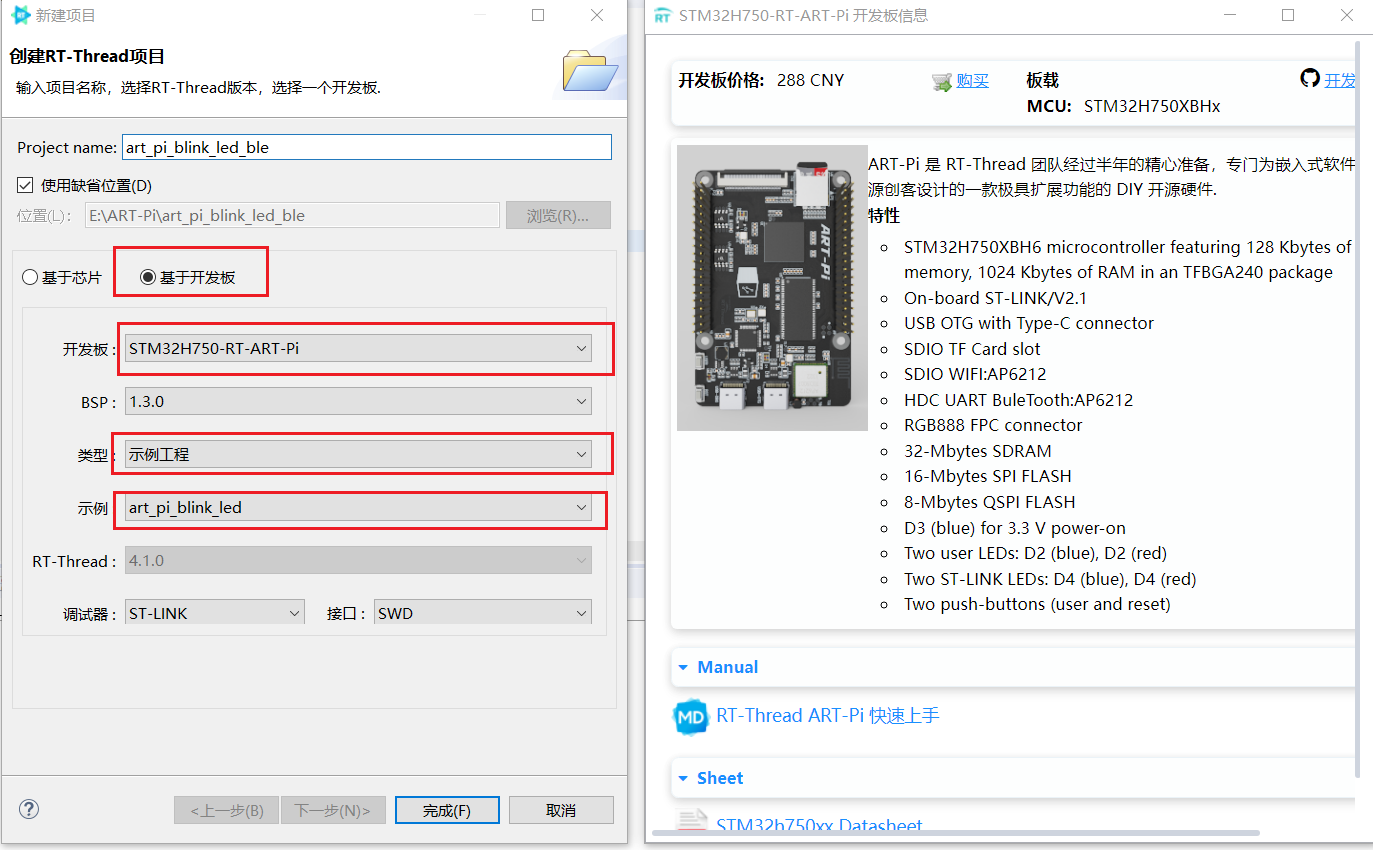 新建项目
创建RT-Thread项目
输入项目名称，选择RT-Thread版本，选择一个开发板.
Project name: art_pi_blink_led_ble
使用缺省位置(D)
位置(L)： E:\ART-Pi\art_pi_blink_led_ble 浏览(R)...
基于芯片 基于开发板
开发板 : STM32H750-RT-ART-Pi
BSP : 1.3.0
类型 : 示例工程
示例 art_pi_blink_led
RT-Thread : 4.1.0
调试器 : ST-LINK 接口 : SWD
<上一步(B) 下一步(N)> 完成(F) 取消
RT STM32H750-RT-ART-Pi 开发板信息
开发板价格: 288 CNY 购买 板载 开发
MCU: STM32H750XBHx
ART-Pi
ART-Pi 是 RT-Thread 团队经过半年的精心准备，专门为嵌入式软件
源创客设计的一款极具扩展功能的 DIY 开源硬件.
特性
STM32H750XBH6 microcontroller featuring 128 Kbytes of
memory, 1024 Kbytes of RAM in an TFBGA240 package
On-board ST-LINK/V2.1
USB OTG with Type-C connector
SDIO TF Card slot
SDIO WIFI:AP6212
HDC UART BuleTooth:AP6212
RGB888 FPC connector
32-Mbytes SDRAM
16-Mbytes SPI FLASH
8-Mbytes QSPI FLASH
D3 (blue) for 3.3 V power-on
Two user LEDs: D2 (blue), D2 (red)
Two ST-LINK LEDs: D4 (blue), D4 (red)
Two push-buttons (user and reset)
Manual
MD RT-Thread ART-Pi 快速上手
Sheet
STM32h750xx Datasheet